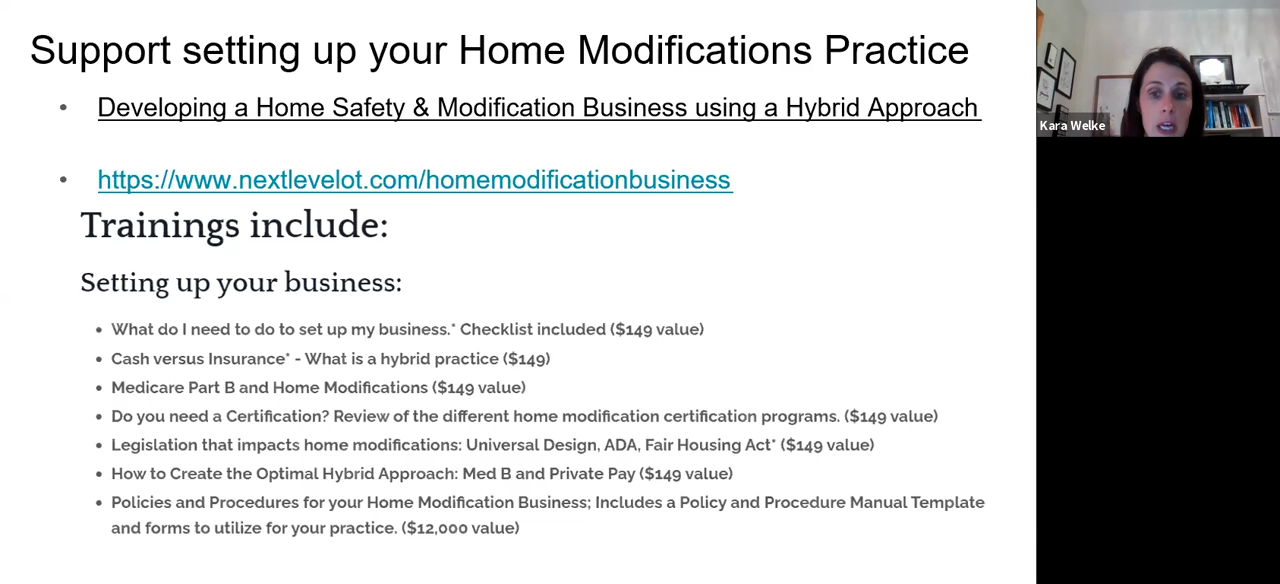 Support setting up your Home Modifications Practice
• Developing a Home Safety & Modification Business using a Hybrid Approach
Kara Welke
• https://www.nextlevelot.com/homemodificationbusiness
Trainings include:
Setting up your business:
• What do I need to do to set up my business.* Checklist included ($149 value)
• Cash versus Insurance* - What is a hybrid practice ($149)
• Medicare Part B and Home Modifications ($149 value)
• Do you need a Certification? Review of the different home modification certification programs. ($149 value)
• Legislation that impacts home modifications: Universal Design, ADA, Fair Housing Act* ($149 value)
• How to Create the Optimal Hybrid Approach: Med B and Private Pay ($149 value)
• Policies and Procedures for your Home Modification Business; Includes a Policy and Procedure Manual Template
and forms to utilize for your practice. ($12,000 value)